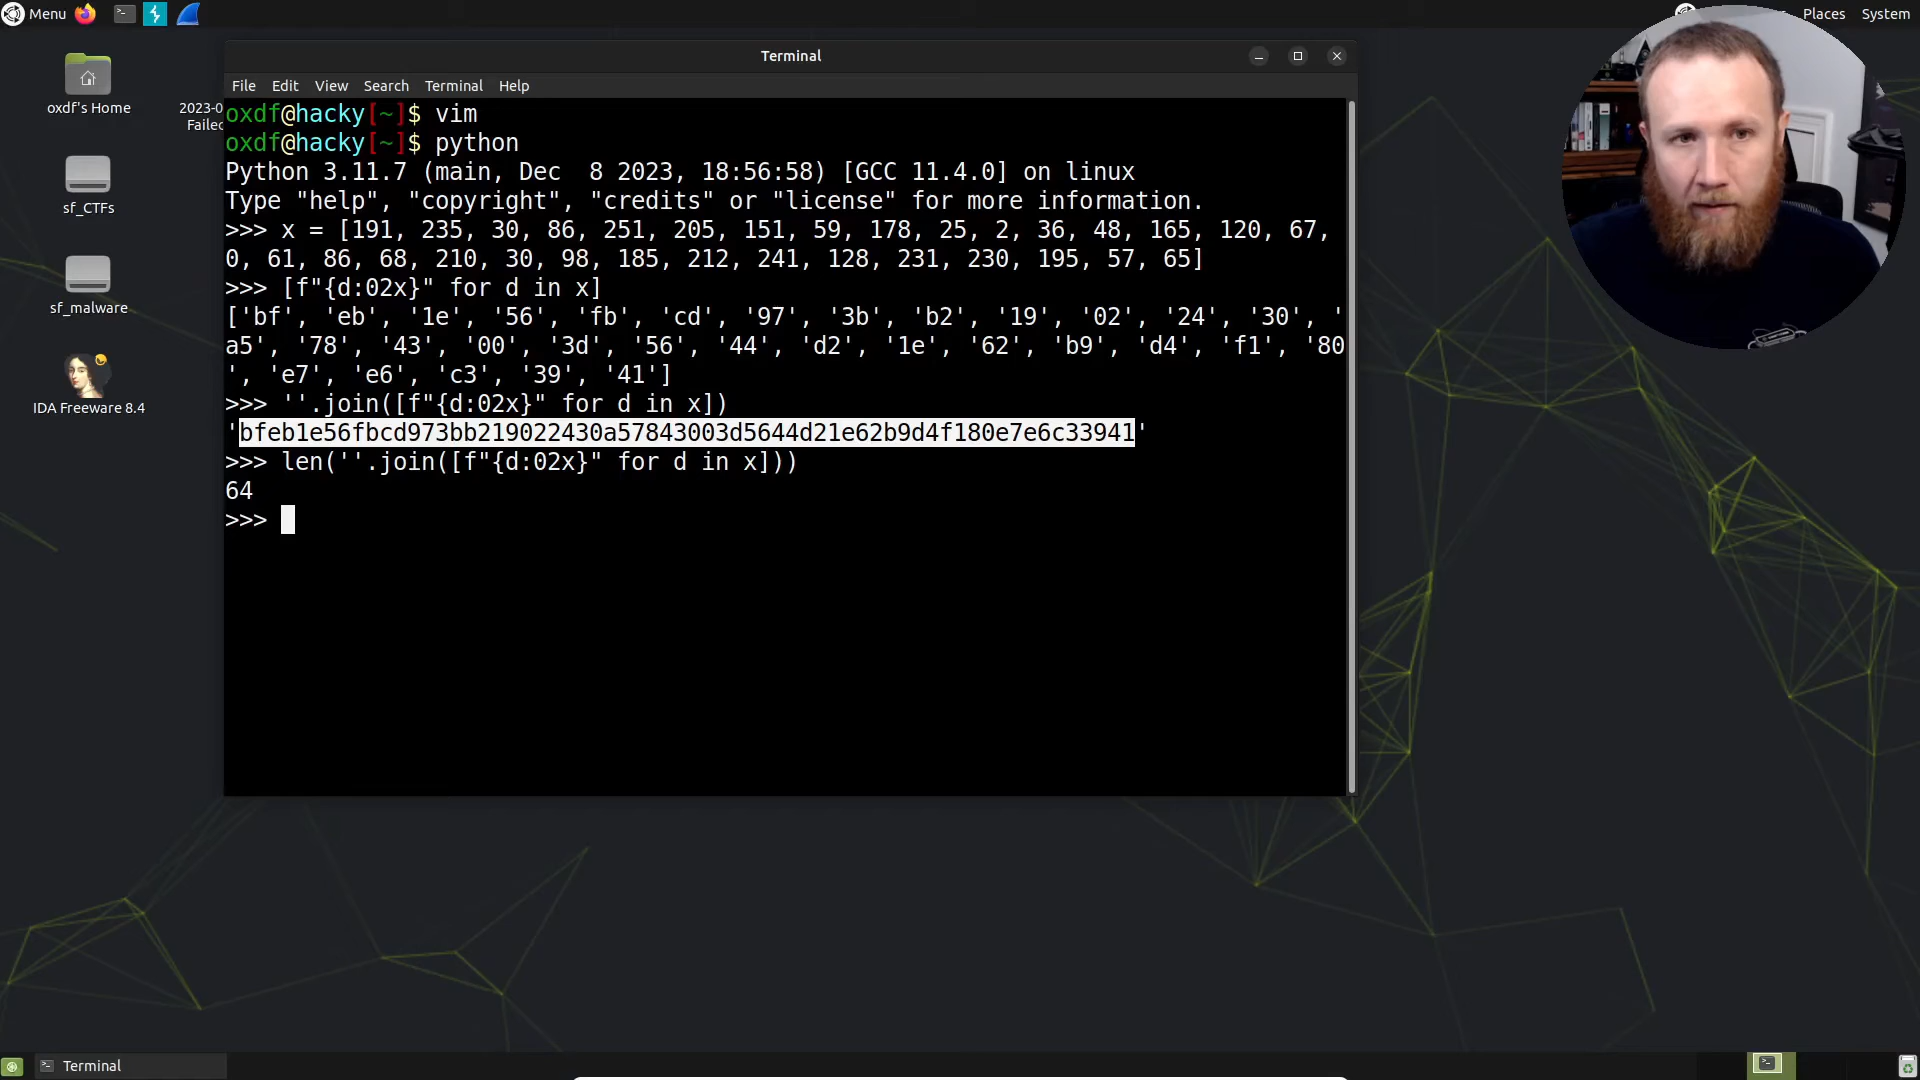 Menu
Places
System
oxdf's Home
2023-0
Failed
sf_CTFs
sf_malware
IDA Freeware 8.4
Terminal
File Edit View Search Terminal Help
oxdf@hacky[~]$ vim
oxdf@hacky[~]$ python
Python 3.11.7 (main, Dec  8 2023, 18:56:58) [GCC 11.4.0] on linux
Type "help", "copyright", "credits" or "license" for more information.
>>> x = [191, 235, 30, 86, 251, 205, 151, 59, 178, 25, 2, 36, 48, 165, 120, 67,
0, 61, 86, 68, 210, 30, 98, 185, 212, 241, 128, 231, 230, 195, 57, 65]
>>> [f"{d:02x}" for d in x]
['bf', 'eb', '1e', '56', 'fb', 'cd', '97', '3b', 'b2', '19', '02', '24', '30', '
a5', '78', '43', '00', '3d', '56', '44', 'd2', '1e', '62', 'b9', 'd4', 'f1', '80
', 'e7', 'e6', 'c3', '39', '41']
>>> ''.join([f"{d:02x}" for d in x])
'bfeb1e56fbcd973bb219022430a57843003d5644d21e62b9d4f180e7e6c33941'
>>> len(''.join([f"{d:02x}" for d in x]))
64
>>>
Terminal